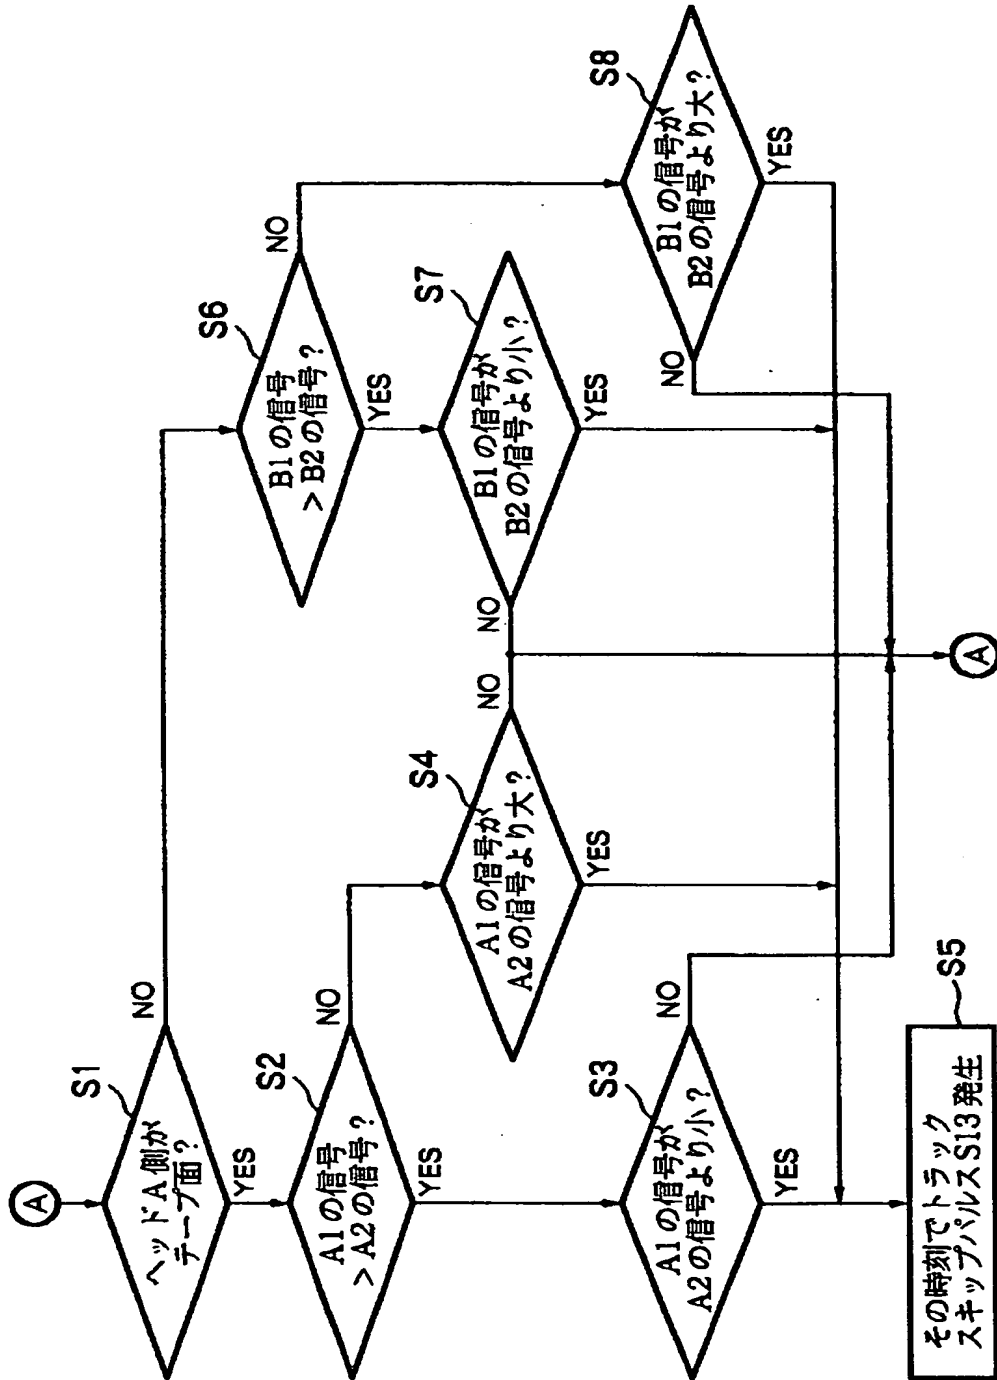 A
S1
ヘッドA側が
テープ面?
NO
YES
S2
A1の信号
>A2の信号?
NO
YES
S3
A1の信号が
A2の信号より小?
NO
YES
S4
A1の信号が
A2の信号より大?
NO
YES
S5
その時刻でトラック
スキップパルスS13発生
S6
B1の信号
>B2の信号?
NO
YES
S7
B1の信号が
B2の信号より小?
NO
YES
S8
B1の信号が
B2の信号より大?
NO
YES
A